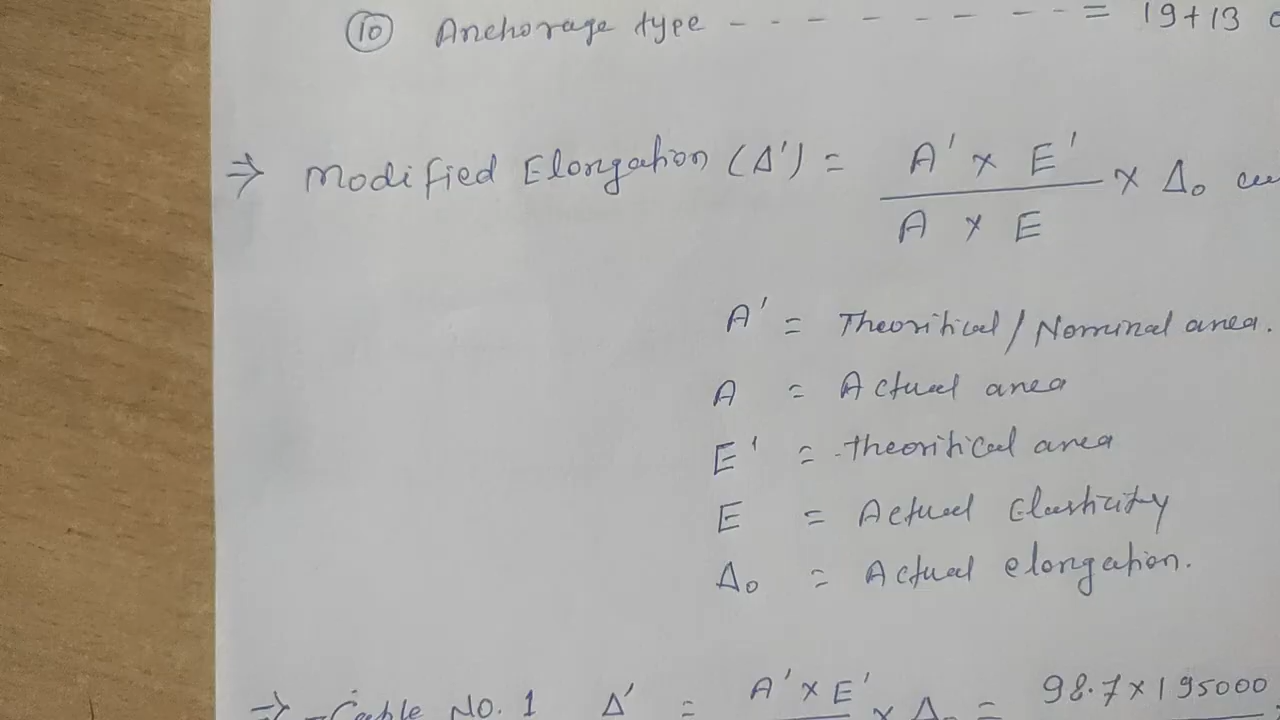 ⑩ Anchorage type - - - - - - - - = 19+13
⇒ Modified Elongation (Δ') = A' × E' / A × E × Δ₀
A' = Theoritical / Nominal area.
A = Actual area
E' = theoritical area
E = Actual Elasticity
Δ₀ = Actual elongation.
⇒ Cable No. 1 Δ' = A' × E' × Δ₀ = 98.7 × 195000